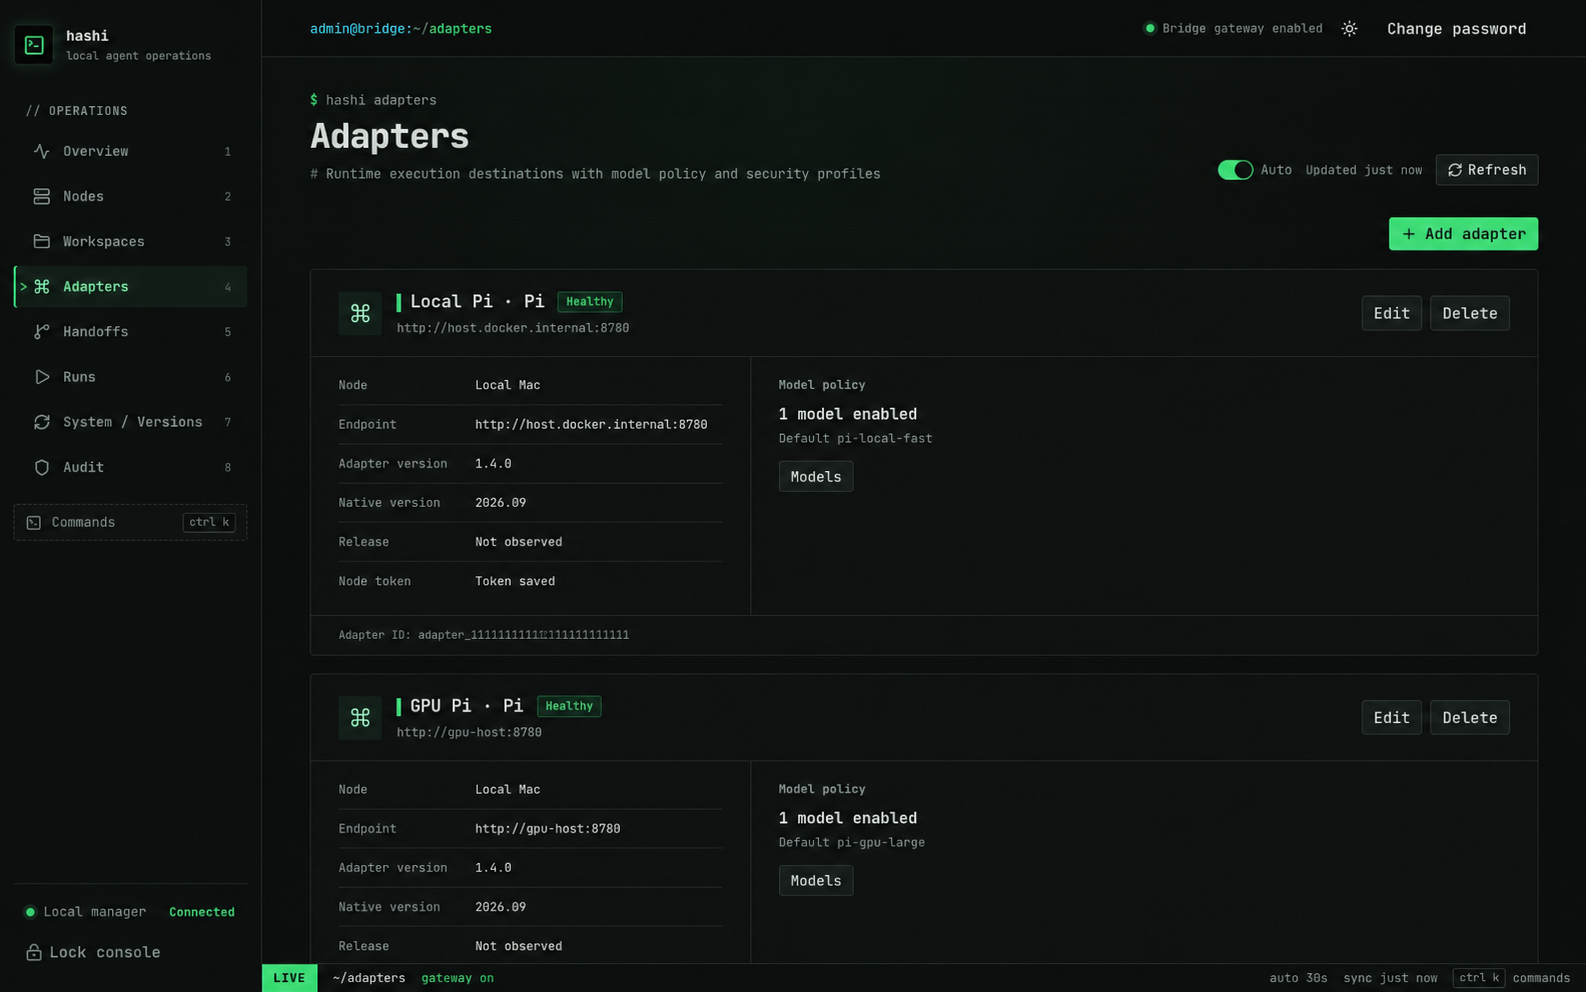 hashi
local agent operations
// OPERATIONS
Overview 1
Nodes 2
Workspaces 3
> Adapters 4
Handoffs 5
Runs 6
System / Versions 7
Audit 8
Commands ctrl k
Local manager Connected
Lock console
admin@bridge:~/adapters
Bridge gateway enabled
Change password
$ hashi adapters
Adapters
# Runtime execution destinations with model policy and security profiles
Auto Updated just now Refresh
+ Add adapter
Local Pi · Pi Healthy
http://host.docker.internal:8780
Edit Delete
Node Local Mac
Endpoint http://host.docker.internal:8780
Adapter version 1.4.0
Native version 2026.09
Release Not observed
Node token Token saved
Model policy
1 model enabled
Default pi-local-fast
Models
Adapter ID:
GPU Pi · Pi Healthy
http://gpu-host:8780
Edit Delete
Node Local Mac
Endpoint http://gpu-host:8780
Adapter version 1.4.0
Native version 2026.09
Release Not observed
Model policy
1 model enabled
Default pi-gpu-large
Models
LIVE ~/adapters gateway on
auto 30s sync just now ctrl k commands